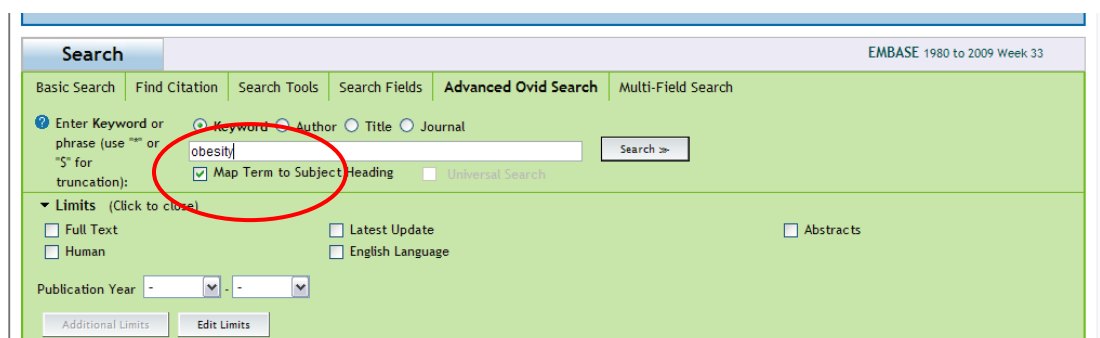 Search
EMBASE 1980 to 2009 Week 33
Basic Search Find Citation Search Tools Search Fields Advanced Ovid Search Multi-Field Search
Enter Keyword or
phrase (use "*" or
"$" for
truncation):
Keyword Author Title Journal
obesity
Search >>
Map Term to Subject Heading Universal Search
Limits (Click to close)
Full Text Latest Update Abstracts
Human English Language
Publication Year - - -
Additional Limits Edit Limits